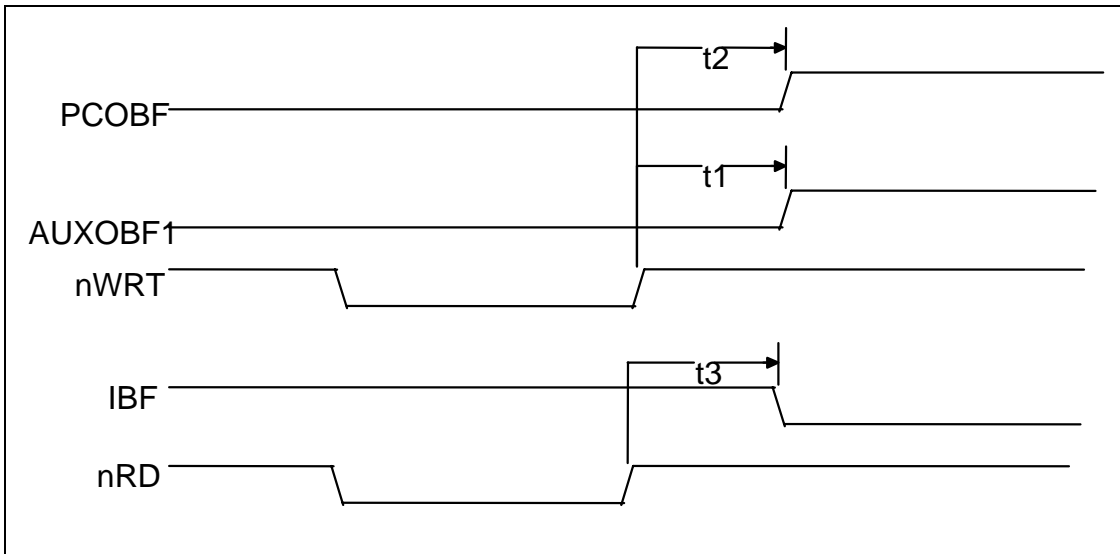 t2
PCOBF
t1
AUXOBF1
nWRT
t3
IBF
nRD